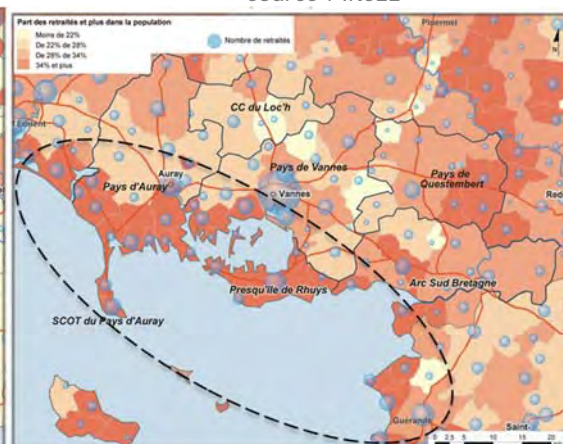 Source : INSEE
Part des retraités et plus dans la population
Moins de 22%
De 22% de 28%
De 28% de 34%
34% et plus
Nombre de retraités
Ploermel
N
CC du Loc'h
Lorient
Pays de Vannes
Pays d'Auray
Auray
Vannes
Pays de
Questembert
Red
Presqu'île de Rhuys
Arc Sud Bretagne
SCOT du Pays d'Auray
Guérande
Saint-
0 2,5 5 10 15 20